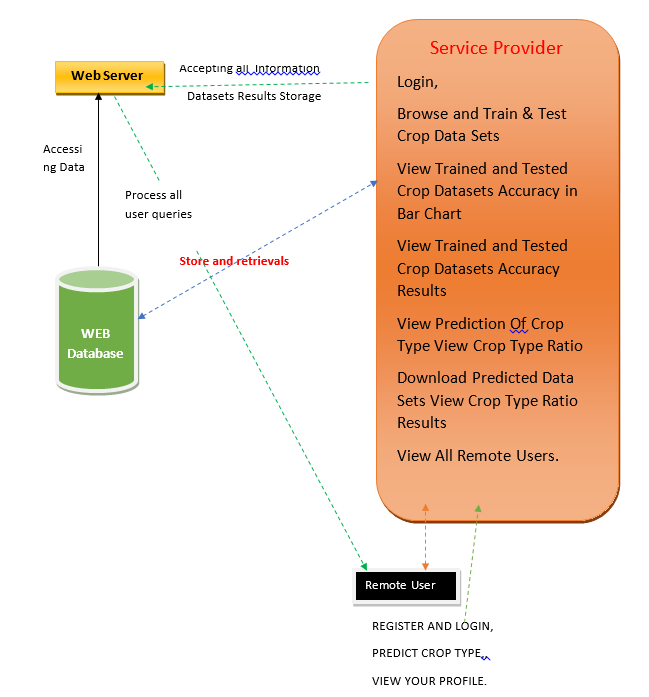 Service Provider
Web Server
Accepting all Information
Datasets Results Storage
Login,
Browse and Train & Test
Crop Data Sets
Accessi
ng Data
View Trained and Tested
Crop Datasets Accuracy in
Bar Chart
Process all
user queries
View Trained and Tested
Crop Datasets Accuracy
Results
Store and retrievals
WEB
Database
View Prediction Of Crop
Type View Crop Type Ratio
Download Predicted Data
Sets View Crop Type Ratio
Results
View All Remote Users.
Remote User
REGISTER AND LOGIN,
PREDICT CROP TYPE,,
VIEW YOUR PROFILE.